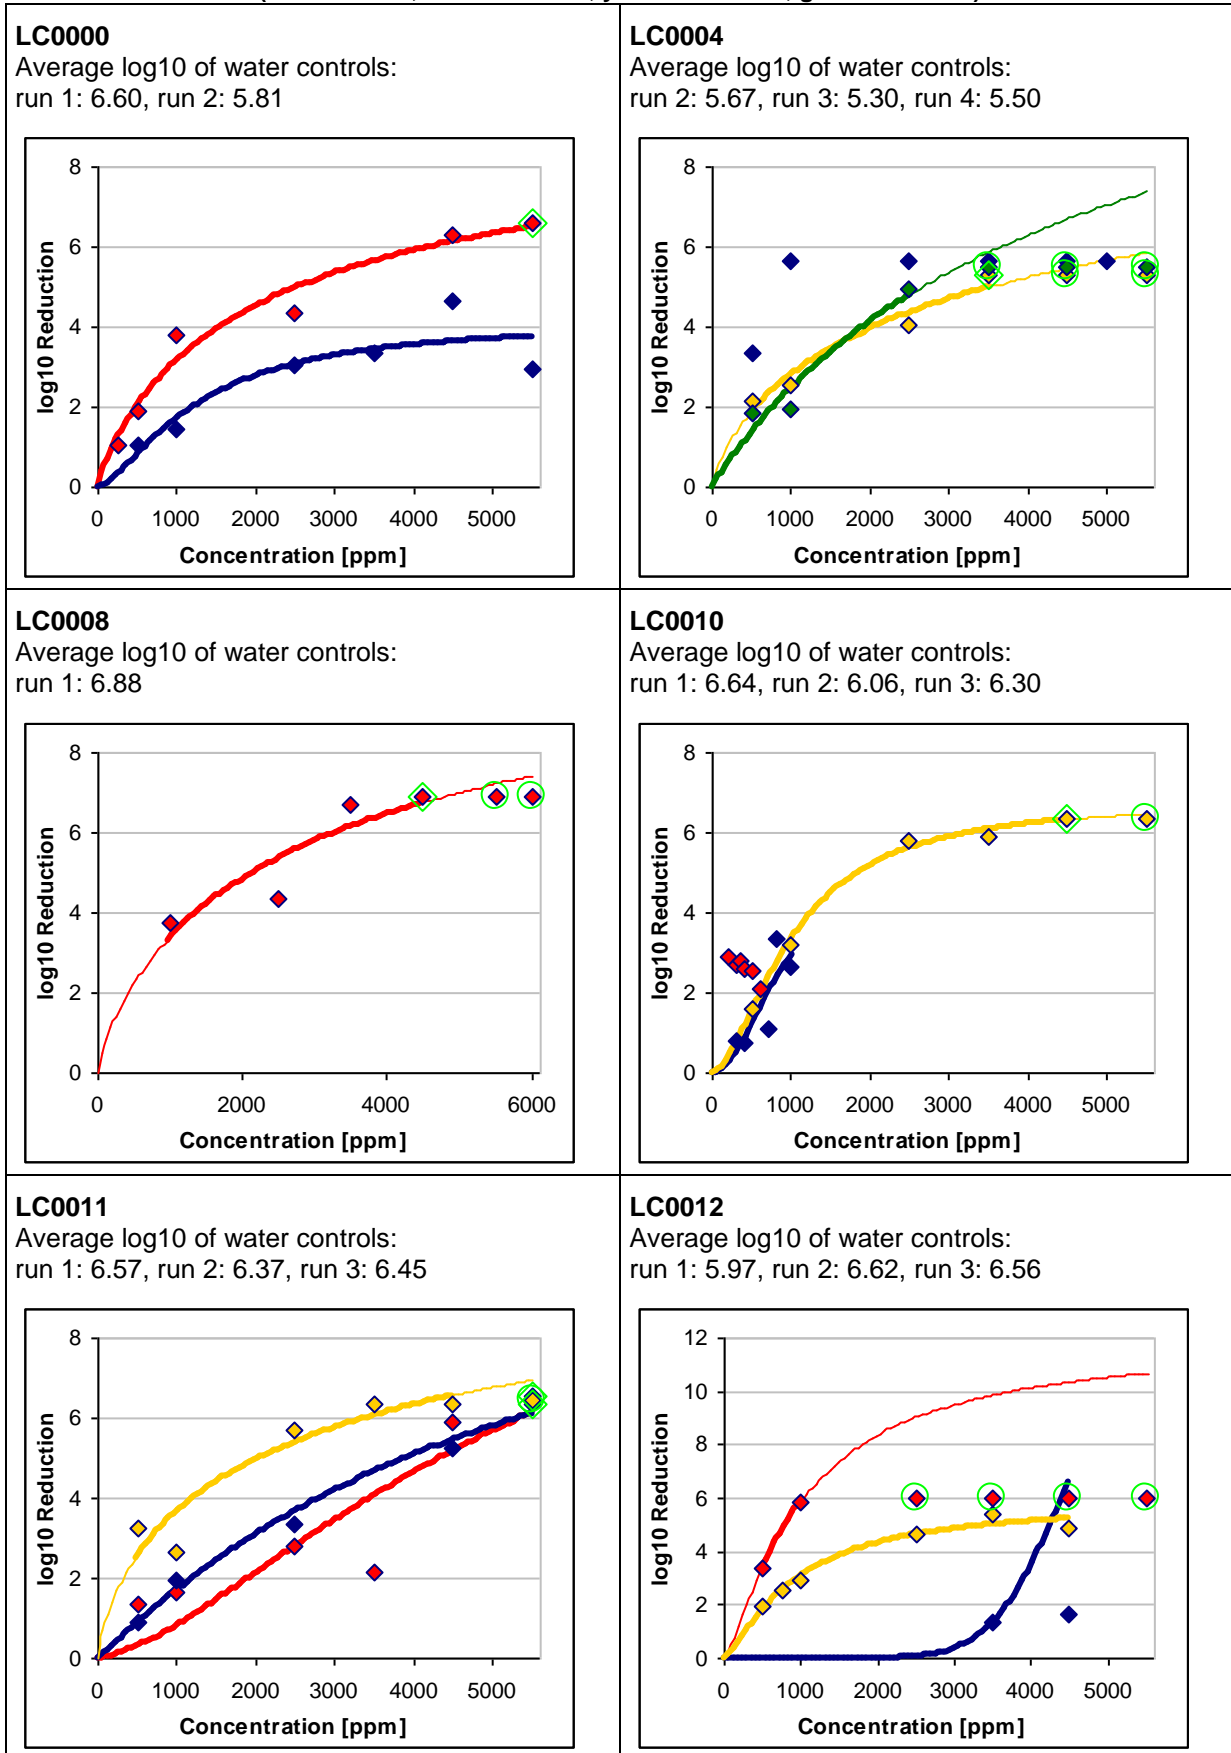 LC0000
Average log10 of water controls:
run 1: 6.60, run 2: 5.81
8
6
4
2
0
log10 Reduction
0 1000 2000 3000 4000 5000
Concentration [ppm]
LC0004
Average log10 of water controls:
run 2: 5.67, run 3: 5.30, run 4: 5.50
8
6
4
2
0
log10 Reduction
0 1000 2000 3000 4000 5000
Concentration [ppm]
LC0008
Average log10 of water controls:
run 1: 6.88
8
6
4
2
0
log10 Reduction
0 2000 4000 6000
Concentration [ppm]
LC0010
Average log10 of water controls:
run 1: 6.64, run 2: 6.06, run 3: 6.30
8
6
4
2
0
log10 Reduction
0 1000 2000 3000 4000 5000
Concentration [ppm]
LC0011
Average log10 of water controls:
run 1: 6.57, run 2: 6.37, run 3: 6.45
8
6
4
2
0
log10 Reduction
0 1000 2000 3000 4000 5000
Concentration [ppm]
LC0012
Average log10 of water controls:
run 1: 5.97, run 2: 6.62, run 3: 6.56
12
10
8
6
4
2
0
log10 Reduction
0 1000 2000 3000 4000 5000
Concentration [ppm]